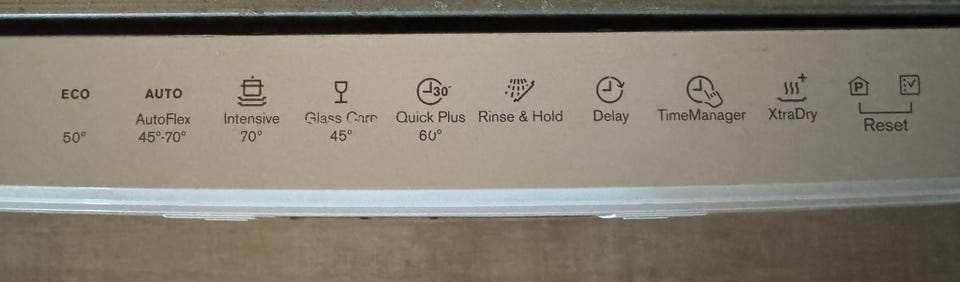 ECO
50°
AUTO
AutoFlex
45°-70°
Intensive
70°
Glass Care
45°
30'
Quick Plus
60°
Rinse & Hold
Delay
TimeManager
XtraDry
P
Reset